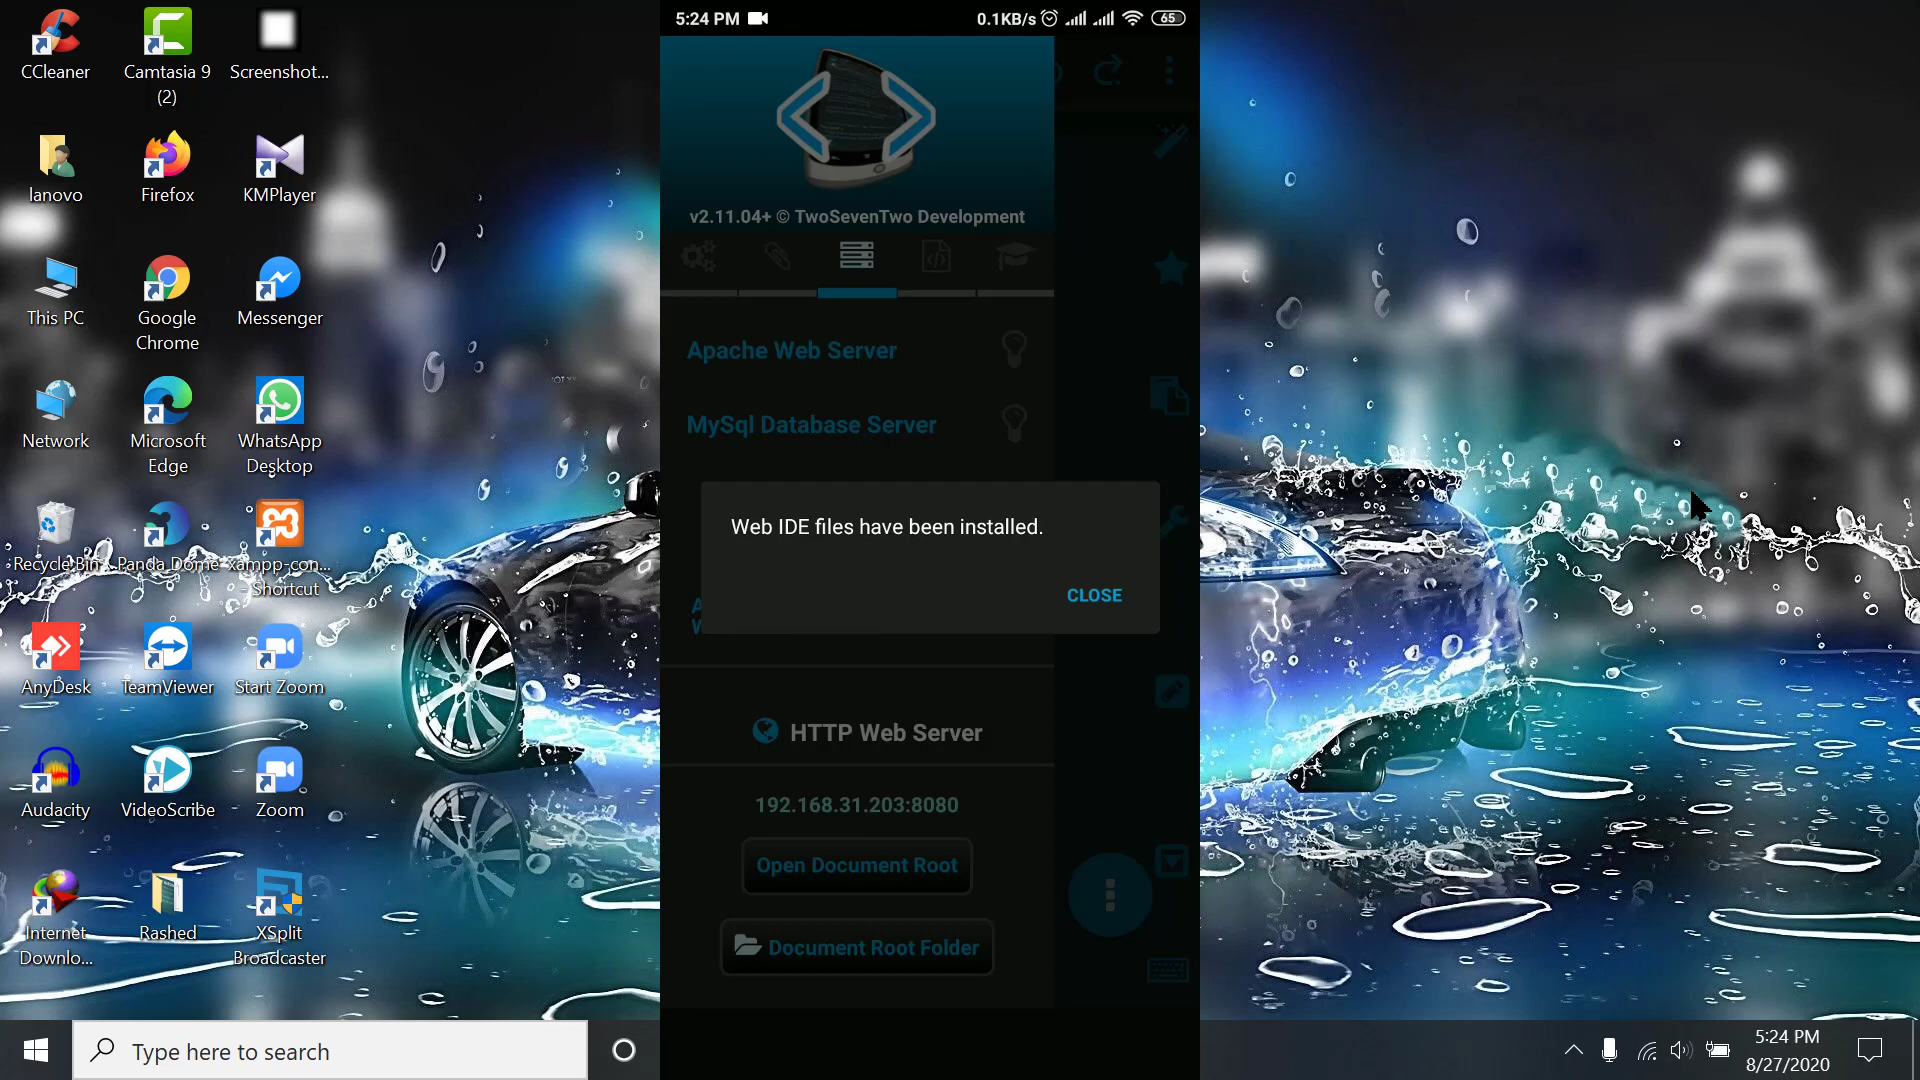 CCleaner
Camtasia 9
(2)
Screenshot...
lanovo
Firefox
KMPlayer
This PC
Google
Chrome
Messenger
Network
Microsoft
Edge
WhatsApp
Desktop
Recycle Bin
Panda Dome
xampp-con...
- Shortcut
AnyDesk
TeamViewer
Start Zoom
Audacity
VideoScribe
Zoom
Internet
Downlo...
Rashed
XSplit
Broadcaster
5:24 PM
0.1KB/s
65
v2.11.04+ © TwoSevenTwo Development
Apache Web Server
MySql Database Server
Web IDE files have been installed.
CLOSE
HTTP Web Server
192.168.31.203:8080
Open Document Root
Document Root Folder
Type here to search
5:24 PM
8/27/2020